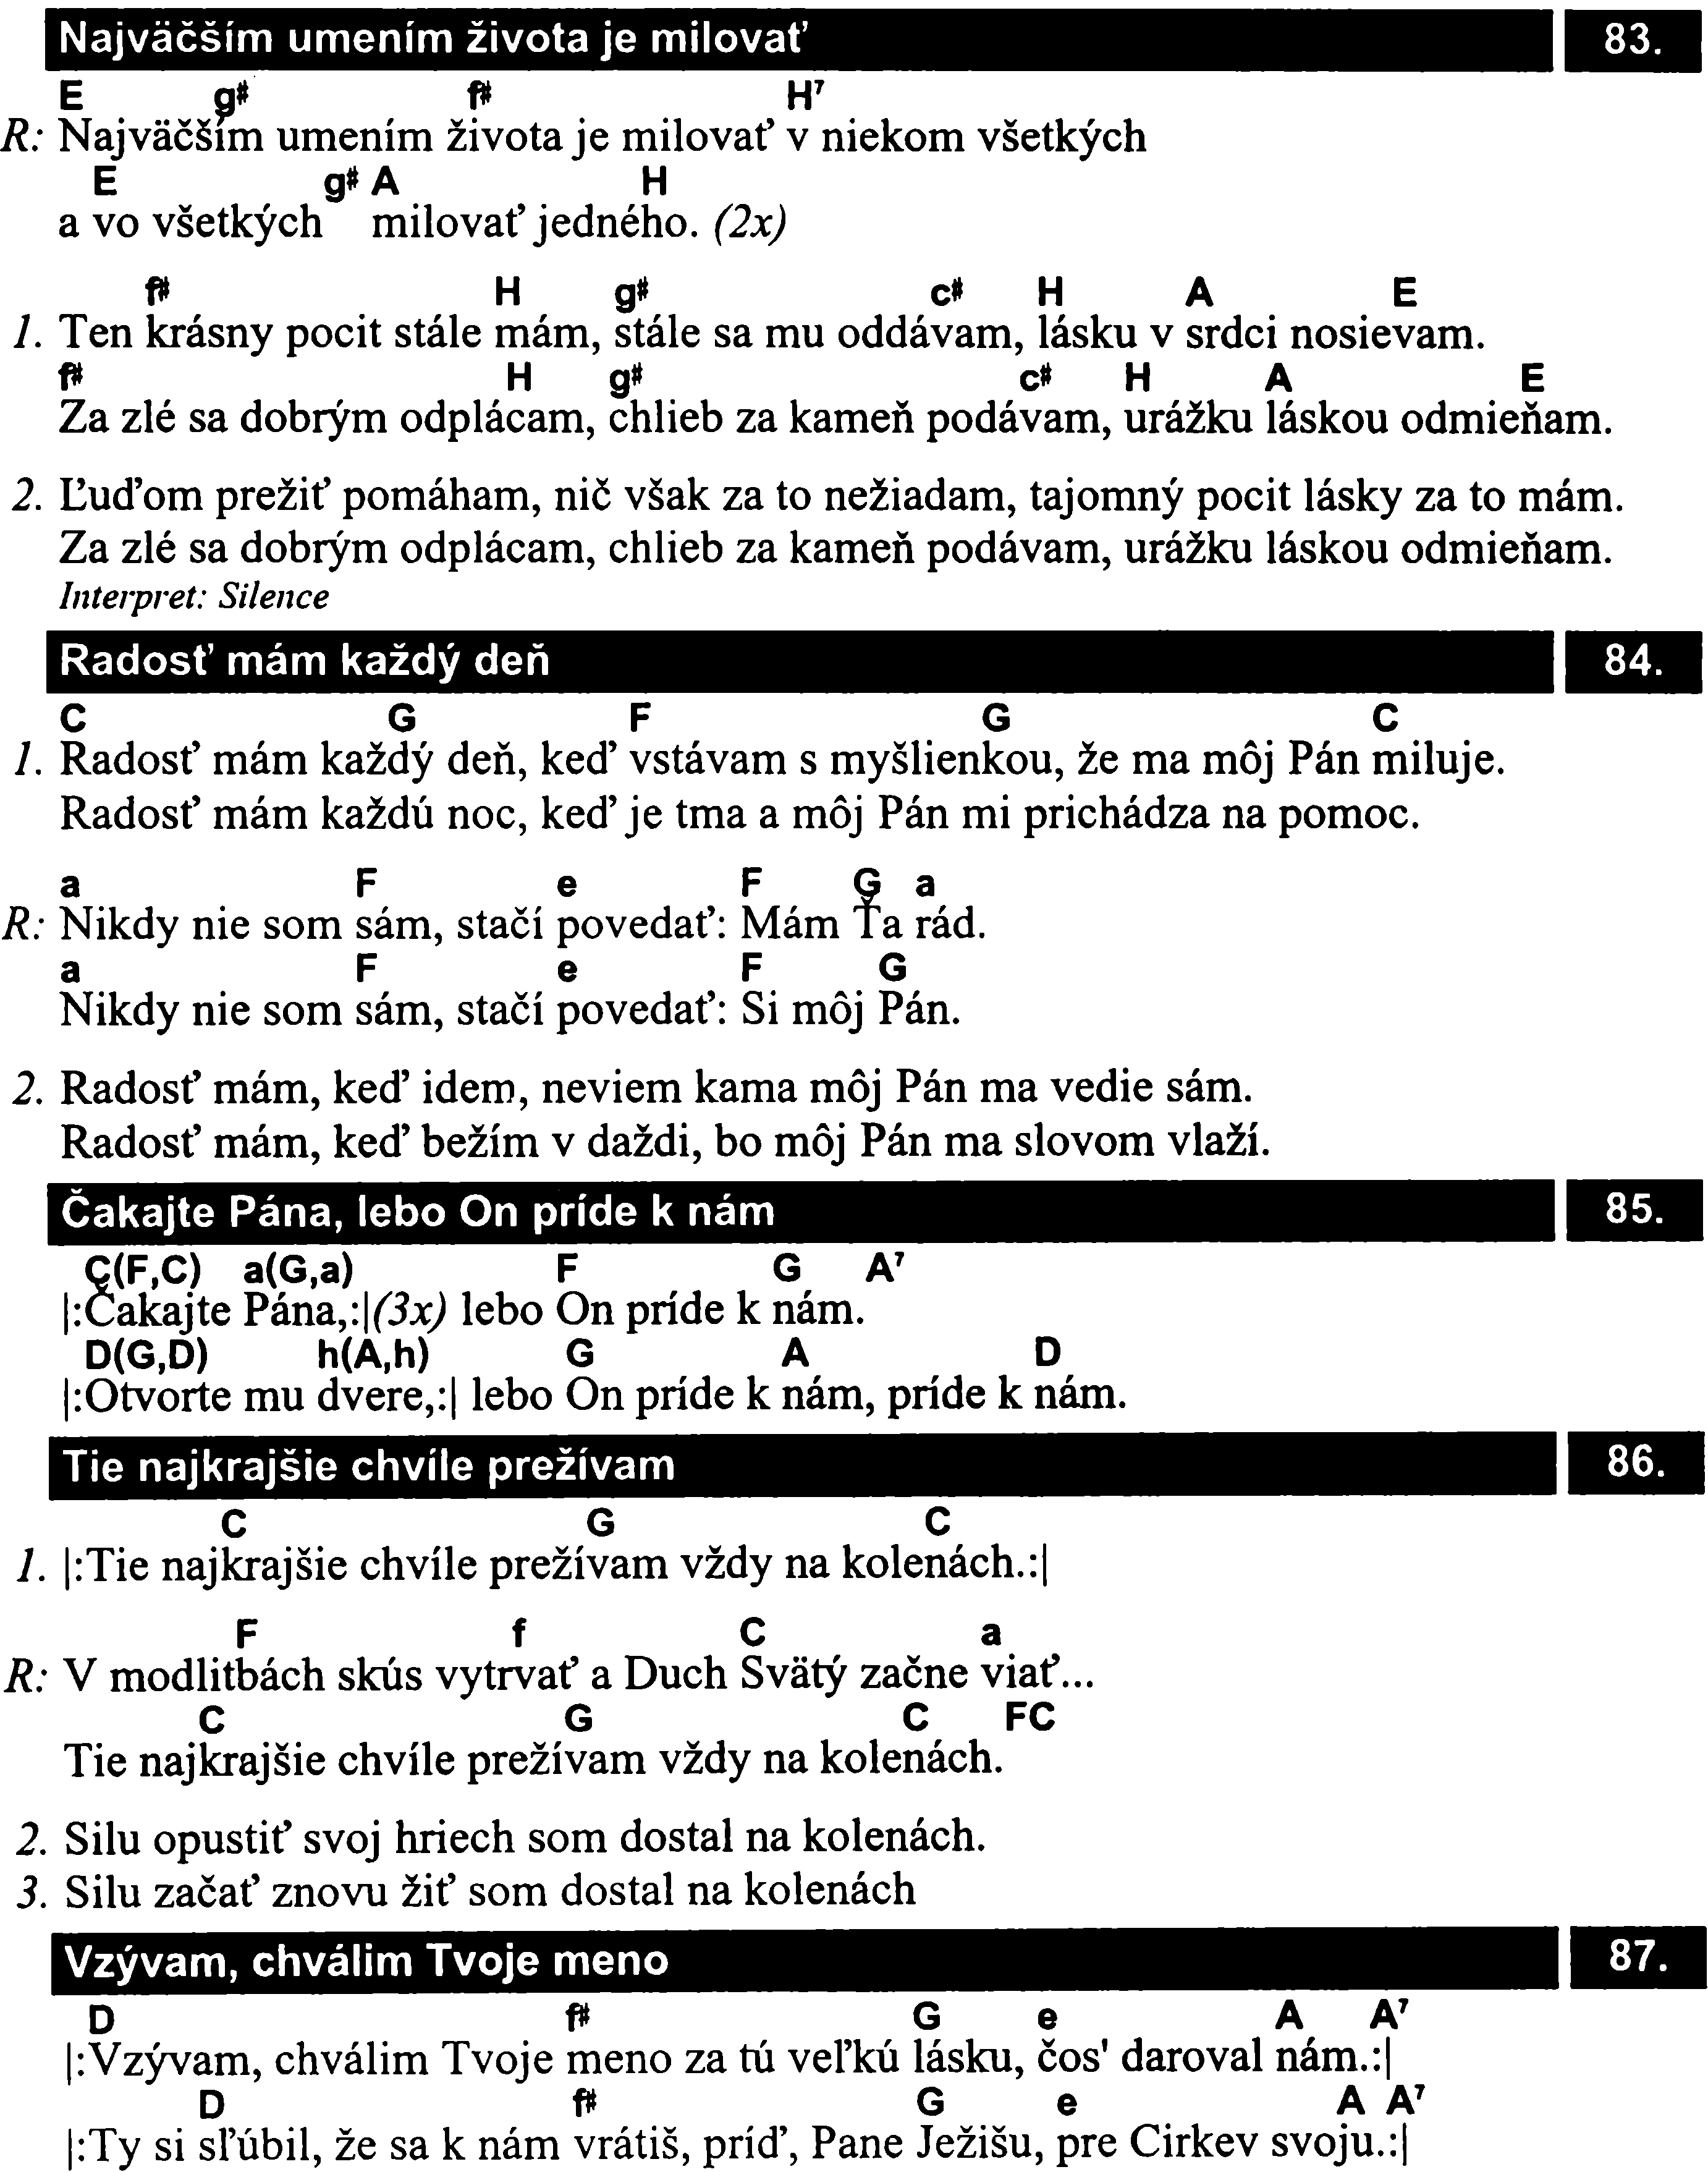 Najväčším umením života je milovať 83.
E g# f# H7
R: Najväčším umením života je milovať v niekom všetkých
E g# A H
a vo všetkých milovať jedného. (2x)
f# H g# c# H A E
1. Ten krásny pocit stále mám, stále sa mu oddávam, lásku v srdci nosievam.
f# H g# c# H A E
Za zlé sa dobrým odplácam, chlieb za kameň podávam, urážku láskou odmieňam.
2. Ľuďom prežiť pomáham, nič však za to nežiadam, tajomný pocit lásky za to mám.
Za zlé sa dobrým odplácam, chlieb za kameň podávam, urážku láskou odmieňam.
Interpret: Silence
Radosť mám každý deň 84.
C G F G C
1. Radosť mám každý deň, keď vstávam s myšlienkou, že ma môj Pán miluje.
Radosť mám každú noc, keď je tma a môj Pán mi prichádza na pomoc.
a F e F G a
R: Nikdy nie som sám, stačí povedať: Mám Ťa rád.
a F e F G
Nikdy nie som sám, stačí povedať: Si môj Pán.
2. Radosť mám, keď idem, neviem kama môj Pán ma vedie sám.
Radosť mám, keď bežím v daždi, bo môj Pán ma slovom vlaží.
Čakajte Pána, lebo On príde k nám 85.
C(F,C) a(G,a) F G A7
|:Čakajte Pána,:|(3x) lebo On príde k nám.
D(G,D) h(A,h) G A D
|:Otvorte mu dvere,:| lebo On príde k nám, príde k nám.
Tie najkrajšie chvíle prežívam 86.
C G C
1. |:Tie najkrajšie chvíle prežívam vždy na kolenách.:|
F f C a
R: V modlitbách skús vytrvať a Duch Svätý začne viať...
C G C FC
Tie najkrajšie chvíle prežívam vždy na kolenách.
2. Silu opustiť svoj hriech som dostal na kolenách.
3. Silu začať znovu žiť som dostal na kolenách
Vzývam, chválim Tvoje meno 87.
D f# G e A A7
|:Vzývam, chválim Tvoje meno za tú veľkú lásku, čos' daroval nám.:|
D f# G e A A7
|:Ty si sľúbil, že sa k nám vrátiš, príď, Pane Ježišu, pre Cirkev svoju.:|